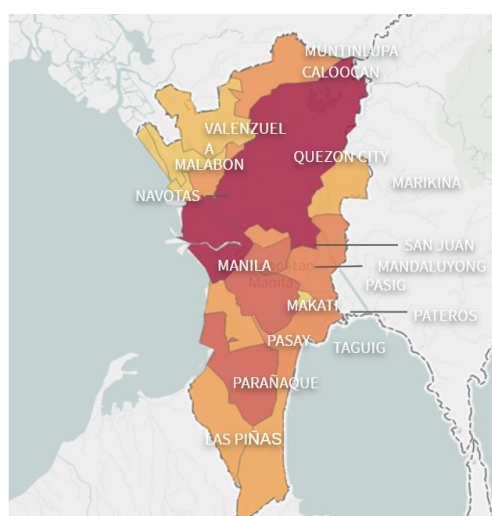 MUNTINLUPA
CALOOCAN
VALENZUEL
A
MALABON
QUEZON CITY
MARIKINA
NAVOTAS
SAN JUAN
MANILA
MANDALUYONG
Manila
PASIG
MAKATI
PATEROS
PASAY
TAGUIG
PARAÑAQUE
LAS PIÑAS